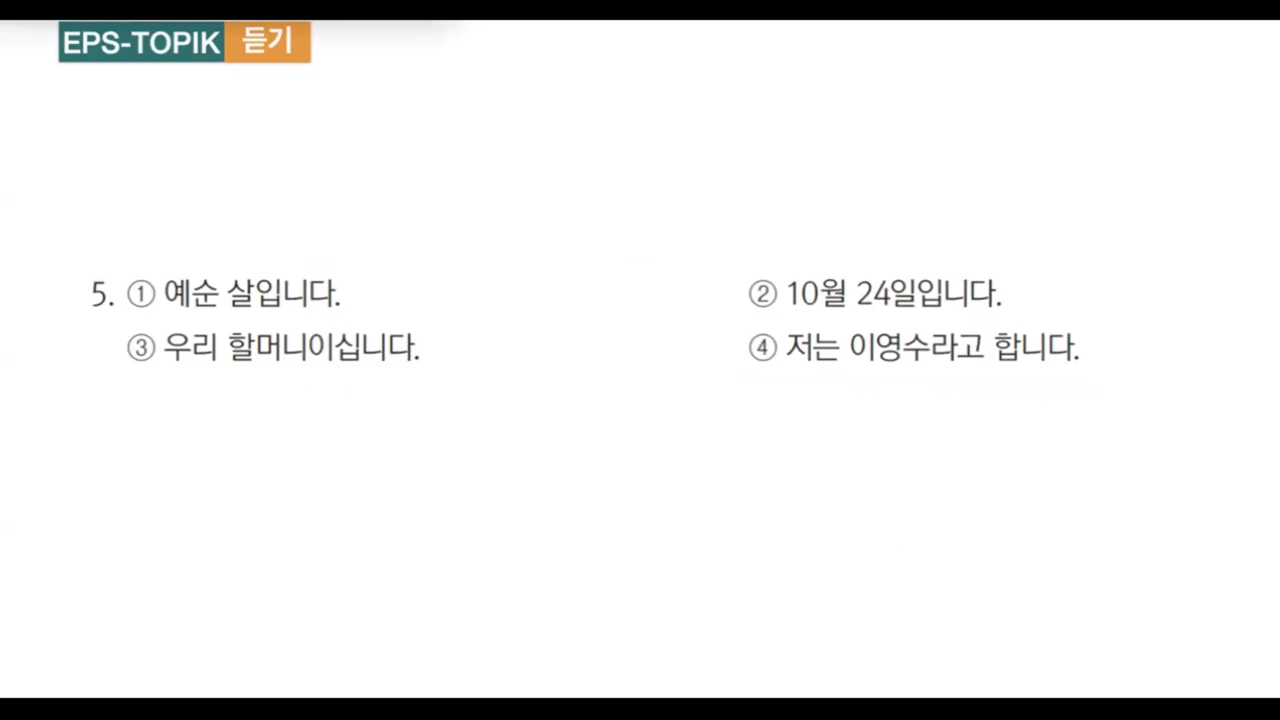 EPS-TOPIK 듣기
5. ① 예순 살입니다. ② 10월 24일입니다.
③ 우리 할머니이십니다. ④ 저는 이영수라고 합니다.